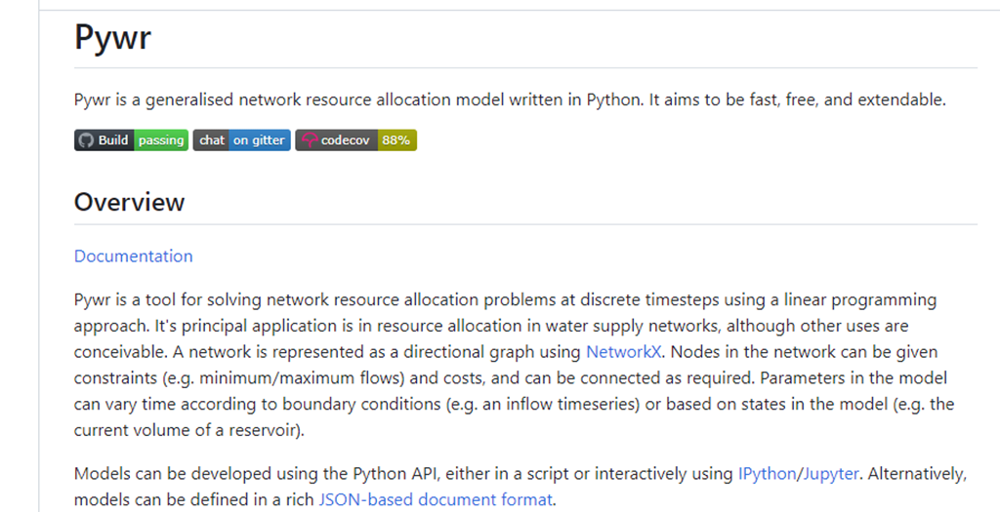 Pywr
Pywr is a generalised network resource allocation model written in Python. It aims to be fast, free, and extendable.
Build passing chat on gitter codecov 88%
Overview
Documentation
Pywr is a tool for solving network resource allocation problems at discrete timesteps using a linear programming
approach. It's principal application is in resource allocation in water supply networks, although other uses are
conceivable. A network is represented as a directional graph using NetworkX. Nodes in the network can be given
constraints (e.g. minimum/maximum flows) and costs, and can be connected as required. Parameters in the model
can vary time according to boundary conditions (e.g. an inflow timeseries) or based on states in the model (e.g. the
current volume of a reservoir).
Models can be developed using the Python API, either in a script or interactively using IPython/Jupyter. Alternatively,
models can be defined in a rich JSON-based document format.